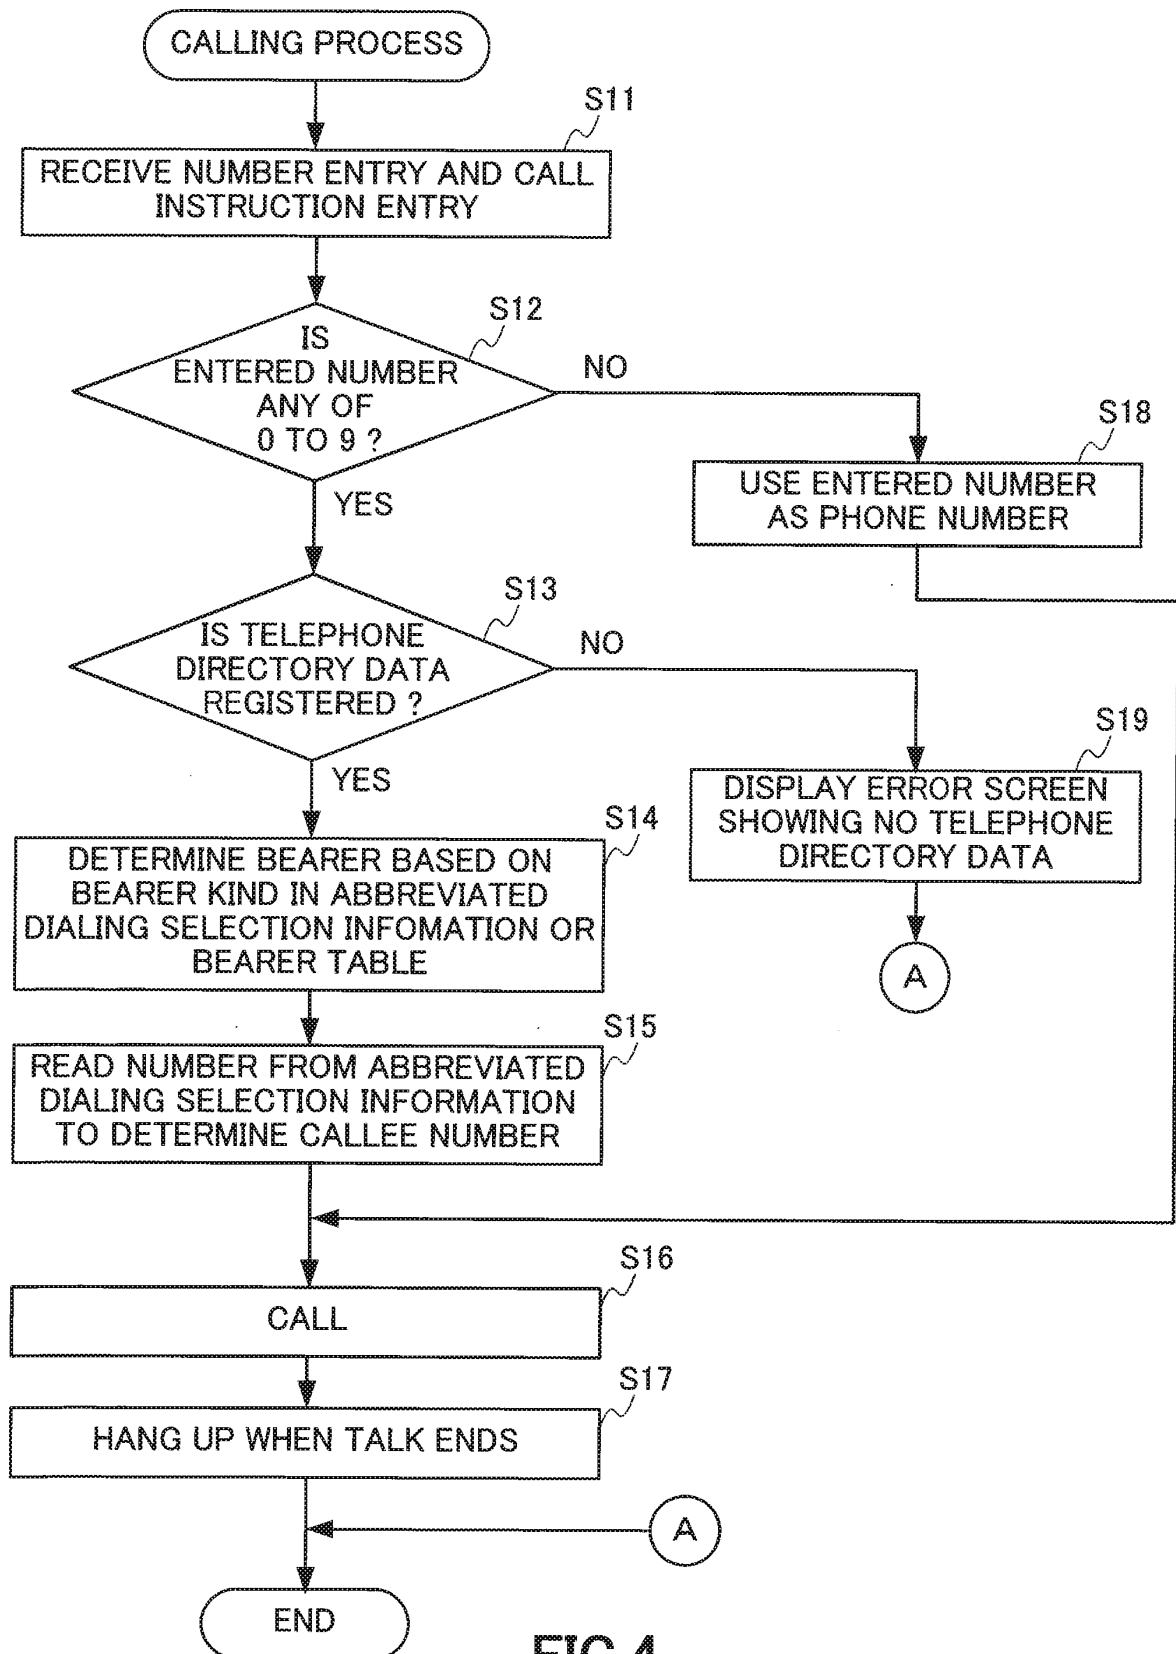 CALLING PROCESS
S11
RECEIVE NUMBER ENTRY AND CALL
INSTRUCTION ENTRY
S12
IS
ENTERED NUMBER
ANY OF
0 TO 9 ?
NO
YES
S18
USE ENTERED NUMBER
AS PHONE NUMBER
S13
IS TELEPHONE
DIRECTORY DATA
REGISTERED ?
NO
YES
S19
DISPLAY ERROR SCREEN
SHOWING NO TELEPHONE
DIRECTORY DATA
A
S14
DETERMINE BEARER BASED ON
BEARER KIND IN ABBREVIATED
DIALING SELECTION INFOMATION OR
BEARER TABLE
S15
READ NUMBER FROM ABBREVIATED
DIALING SELECTION INFORMATION
TO DETERMINE CALLEE NUMBER
S16
CALL
S17
HANG UP WHEN TALK ENDS
A
END
FIG.4